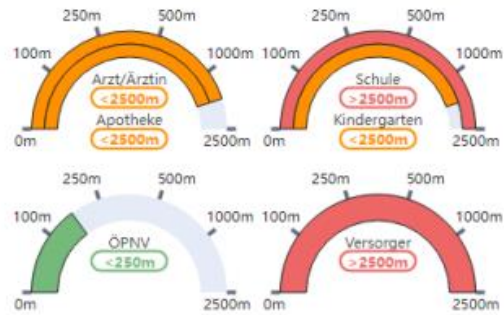 250m 500m
100m 1000m
Arzt/Ärztin
<2500m
Apotheke
<2500m
0m 2500m
250m 500m
100m 1000m
Schule
>2500m
Kindergarten
<2500m
0m 2500m
250m 500m
100m 1000m
ÖPNV
<250m
0m 2500m
250m 500m
100m 1000m
Versorger
>2500m
0m 2500m